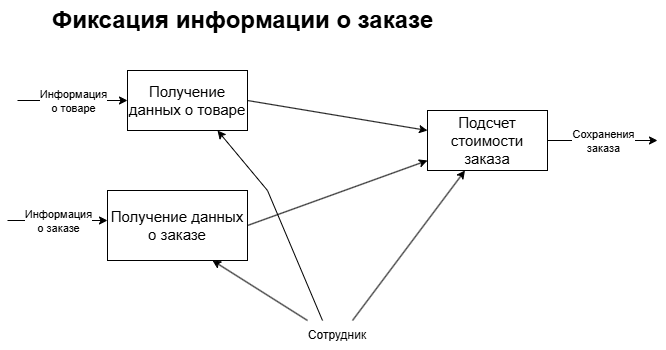 Фиксация информации о заказе
Информация
о товаре
Получение
данных о товаре
Подсчет
стоимости
заказа
Сохранения
заказа
Информация
о заказе
Получение данных
о заказе
Сотрудник